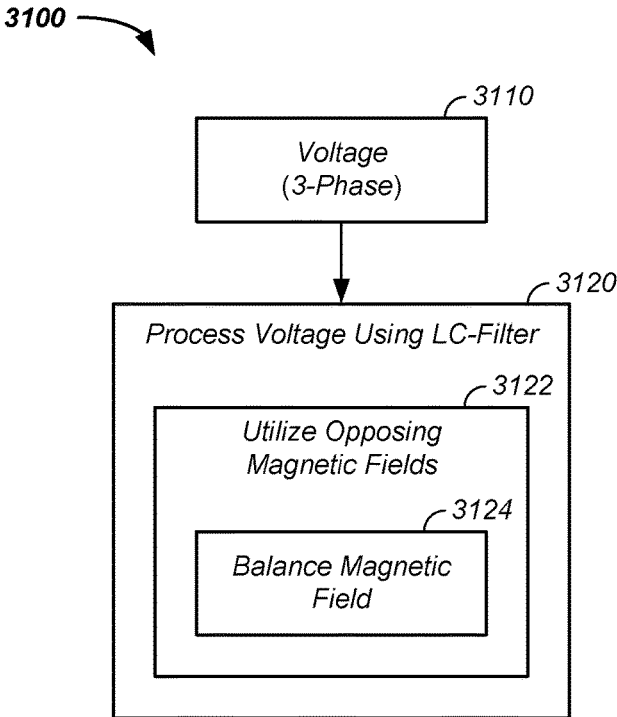 3100
3110
Voltage
(3-Phase)
3120
Process Voltage Using LC-Filter
3122
Utilize Opposing
Magnetic Fields
3124
Balance Magnetic
Field